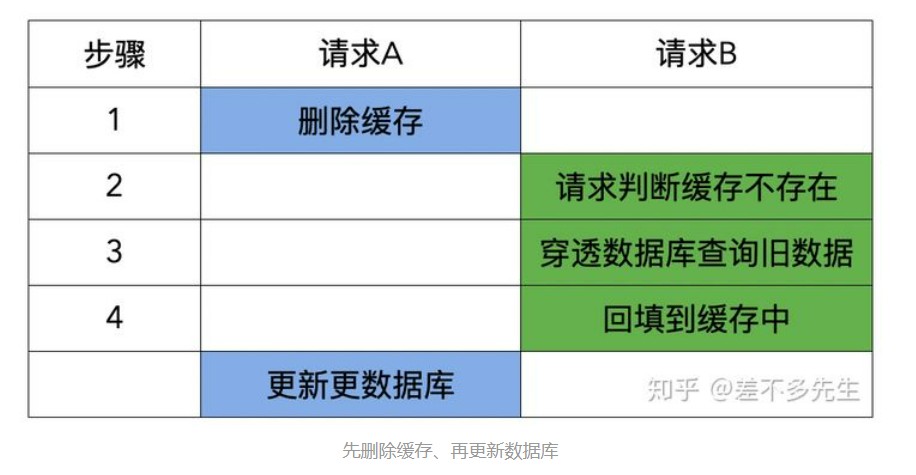 步骤 请求A 请求B
1 删除缓存
2 请求判断缓存不存在
3 穿透数据库查询旧数据
4 回填到缓存中
更新更数据库
知乎 @差不多先生
先删除缓存、再更新数据库